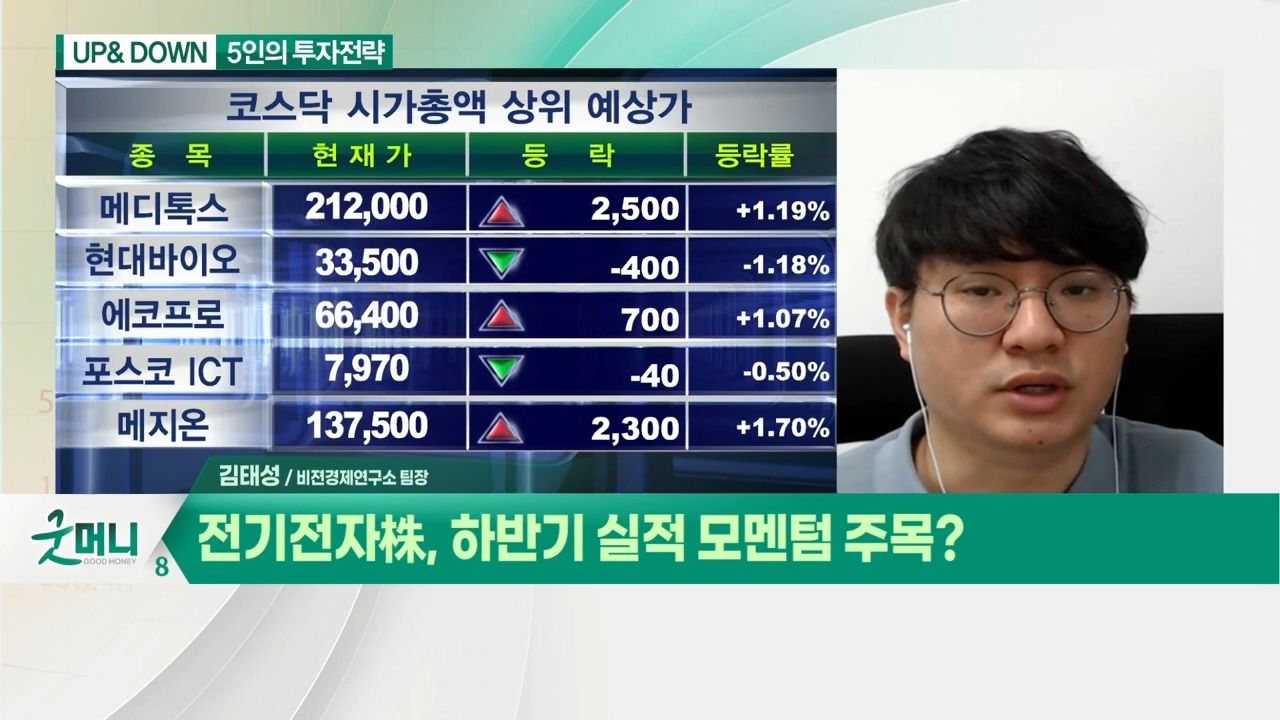 UP& DOWN 5인의 투자전략
코스닥 시가총액 상위 예상가
종 목 현 재 가 등 락 등락률
메디톡스 212,000 2,500 +1.19%
현대바이오 33,500 -400 -1.18%
에코프로 66,400 700 +1.07%
포스코 ICT 7,970 -40 -0.50%
메지온 137,500 2,300 +1.70%
김태성 / 비전경제연구소 팀장
굿머니
GOOD MONEY
8
전기전자株, 하반기 실적 모멘텀 주목?